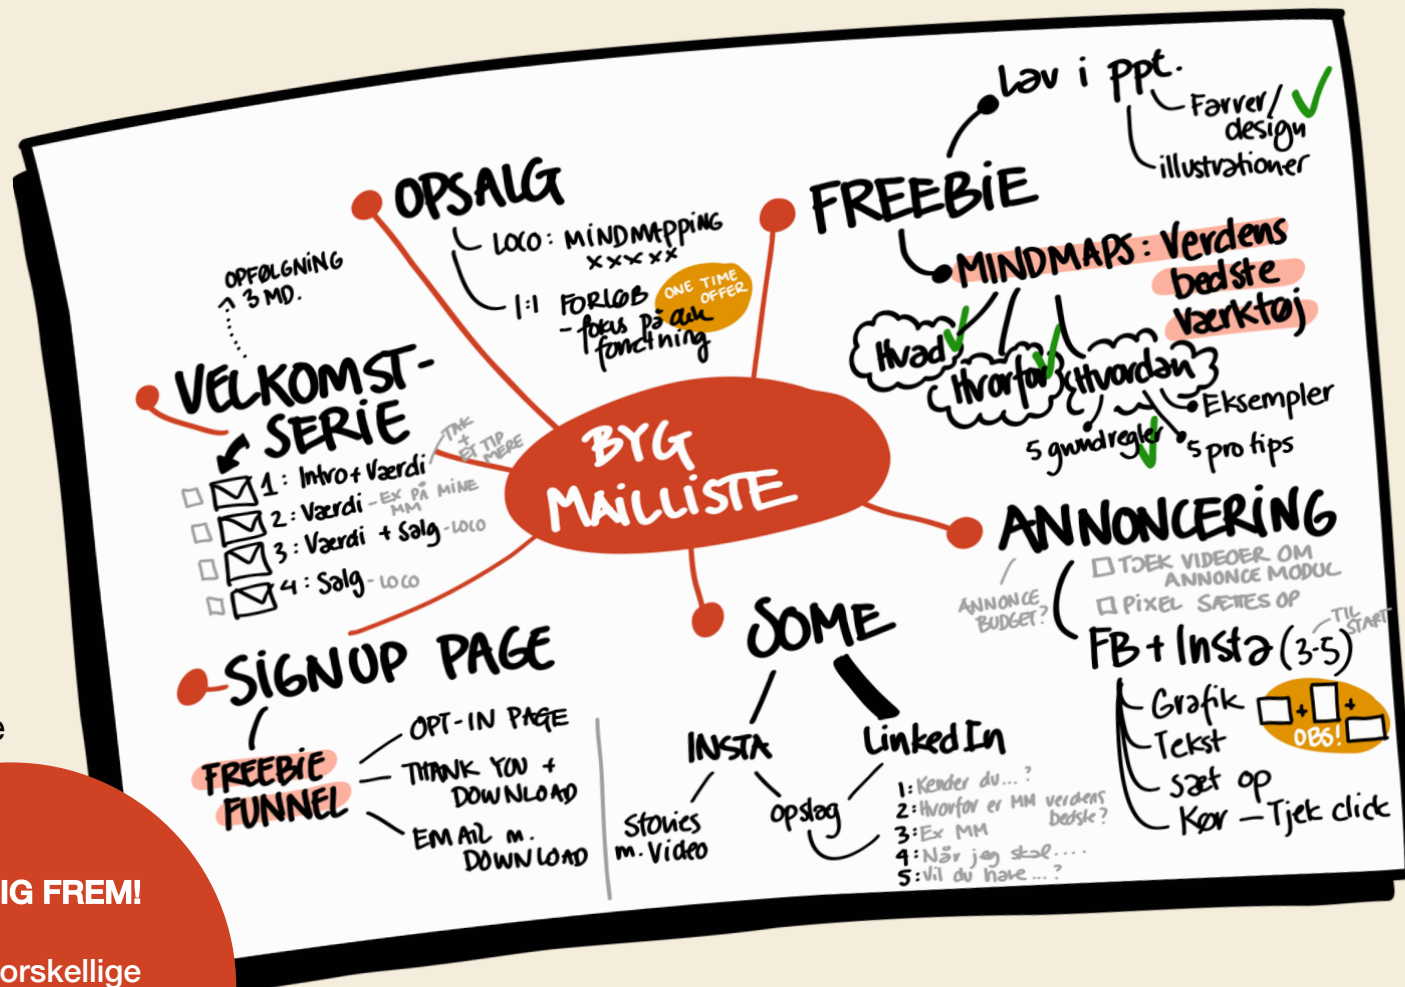 BYG
MAILLISTE
OPSALG
LOCO: MINDMAPPING
xxxxx
1:1 FORLØB
- fokus på
ONE TIME
OFFER
FREEBIE
Lav i ppt.
Farver/
design
illustrationer
MINDMAPS: Verdens
bedste
værktøj
Hvad
Hvorfor
Hvordan
5 grundregler
5 pro tips
Eksempler
OPFØLGNING
3 MD.
VELKOMST-
SERIE
1: Intro + Værdi
TAK
+
ET TIP
MERE
2: Værdi - EX PÅ MINE
MM
3: Værdi + Salg - LOCO
4: Salg - LOCO
ANNONCERING
ANNONCE
BUDGET?
TJEK VIDEOER OM
ANNONCE MODUL
PIXEL SÆTTES OP
FB + Insta (3-5)
TIL
START
Grafik
Tekst
sæt op
Kør – Tjek click
+ +
OBS!
SIGNUP PAGE
FREEBIE
FUNNEL
OPT-IN PAGE
THANK YOU +
DOWNLOAD
EMAIL m.
DOWNLOAD
SOME
INSTA
LinkedIn
Stories
m. Video
opslag
1: Kender du...?
2: Hvorfor er MM verdens
bedste?
3: Ex MM
4: Når jeg skal....
5: Vil du have...?
e
IG FREM!
orskellige